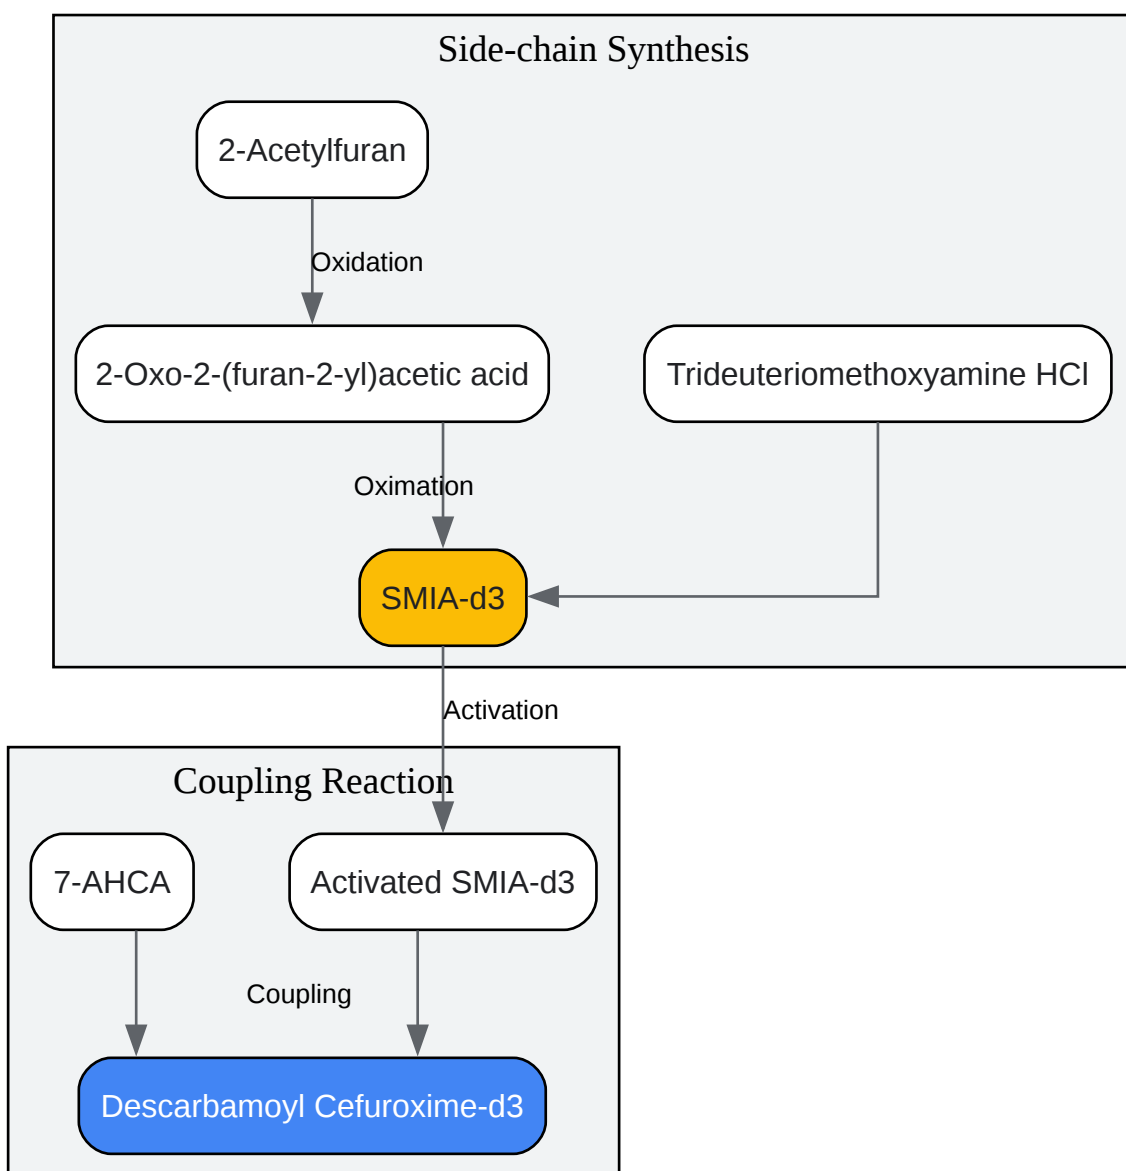 Side-chain Synthesis
2-Acetylfuran
Oxidation
2-Oxo-2-(furan-2-yl)acetic acid
Trideuteriomethoxyamine HCl
Oximation
SMIA-d3
Activation
Coupling Reaction
7-AHCA
Activated SMIA-d3
Coupling
Descarbamoyl Cefuroxime-d3